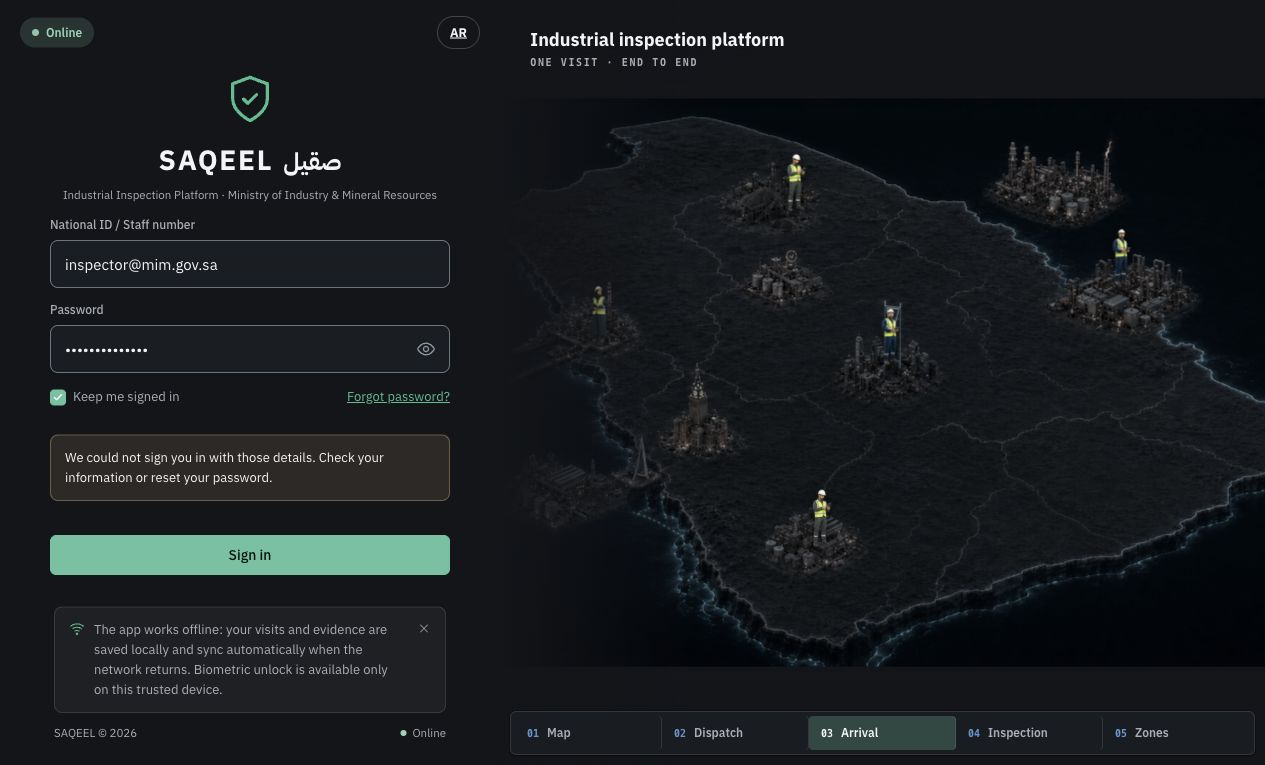 Online
AR
SAQEEL صقيل
Industrial Inspection Platform · Ministry of Industry & Mineral Resources
National ID / Staff number
inspector@mim.gov.sa
Password
••••••••••••••
Keep me signed in
Forgot password?
We could not sign you in with those details. Check your
information or reset your password.
Sign in
The app works offline: your visits and evidence are
saved locally and sync automatically when the
network returns. Biometric unlock is available only
on this trusted device.
SAQEEL © 2026
Online
Industrial inspection platform
ONE VISIT · END TO END
01 Map
02 Dispatch
03 Arrival
04 Inspection
05 Zones